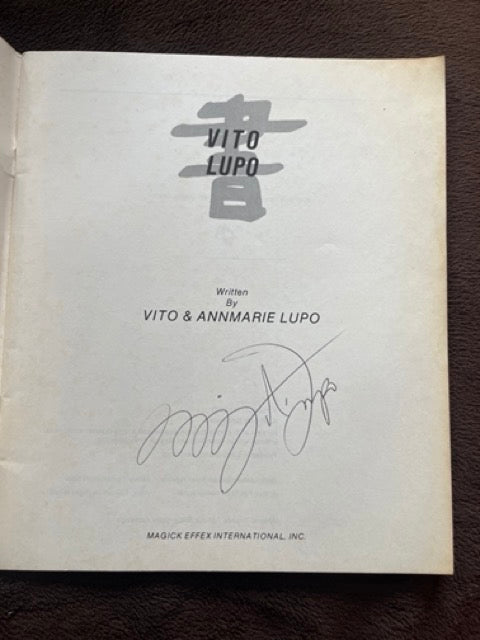 VITO
LUPO
Written
By
VITO & ANNMARIE LUPO
MAGICK EFFEX INTERNATIONAL, INC.